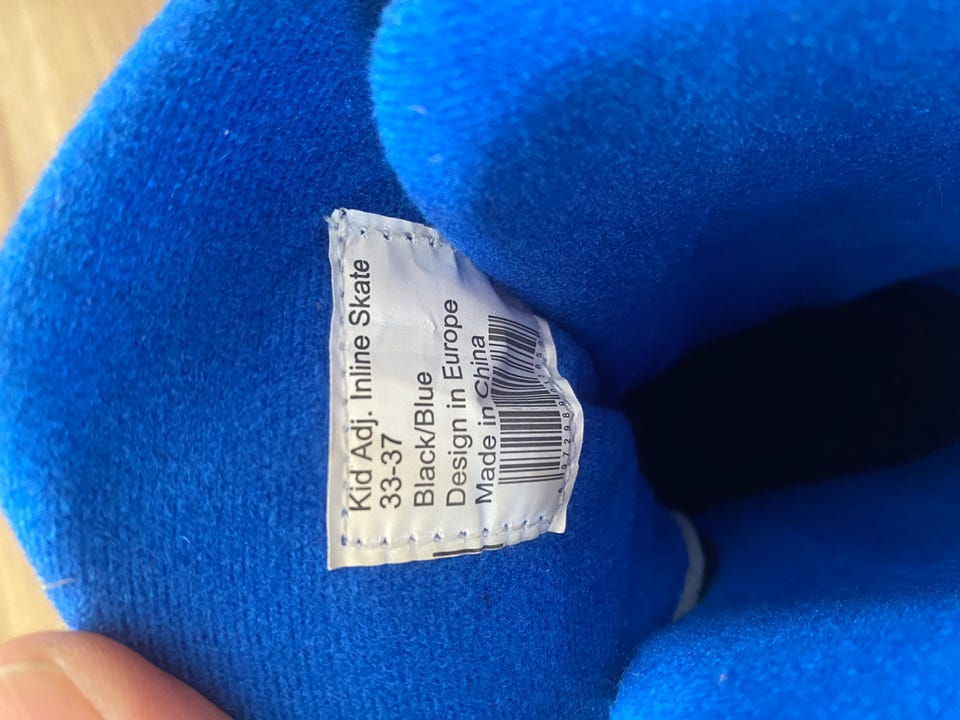 Kid Adj. Inline Skate
33-37
Black/Blue
Design in Europe
Made in China